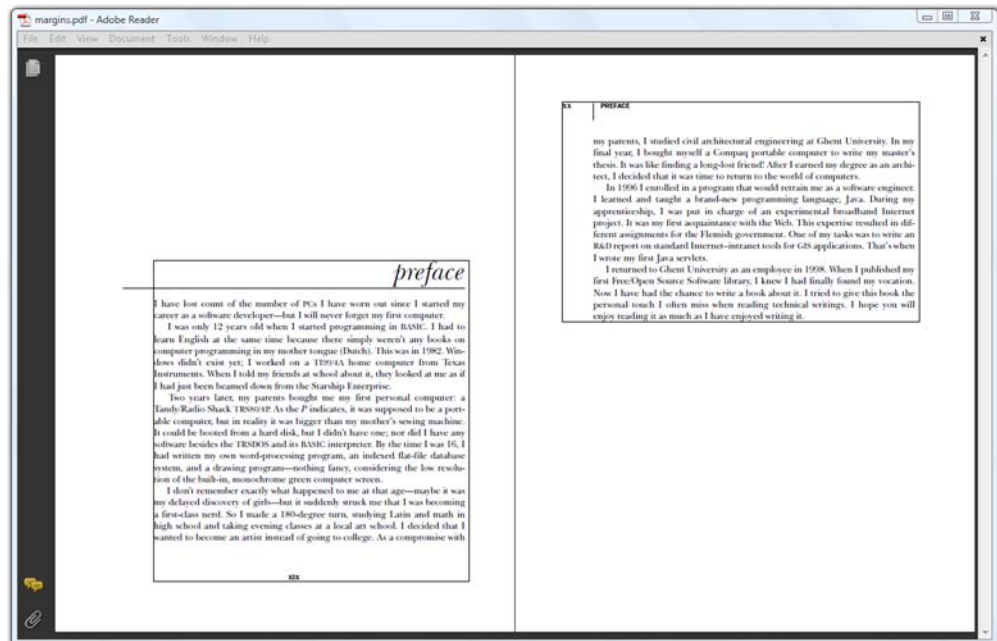 margins.pdf - Adobe Reader
File Edit View Document Tools Window Help
preface
I have lost count of the number of PCs I have worn out since I started my
career as a software developer—but I will never forget my first computer.
I was only 12 years old when I started programming in BASIC. I had to
learn English at the same time because there simply weren't any books on
computer programming in my mother tongue (Dutch). This was in 1982. Win-
dows didn't exist yet; I worked on a TI99/4A home computer from Texas
Instruments. When I told my friends at school about it, they looked at me as if
I had just been beamed down from the Starship Enterprise.
Two years later, my parents bought me my first personal computer: a
Tandy/Radio Shack TRS80/4P. As the P indicates, it was supposed to be a port-
able computer, but in reality it was bigger than my mother's sewing machine.
It could be booted from a hard disk, but I didn't have one; nor did I have any
software besides the TRSDOS and its BASIC interpreter. By the time I was 16, I
had written my own word-processing program, an indexed flat-file database
system, and a drawing program—nothing fancy, considering the low resolu-
tion of the built-in, monochrome green computer screen.
I don't remember exactly what happened to me at that age—maybe it was
my delayed discovery of girls—but it suddenly struck me that I was becoming
a first-class nerd. So I made a 180-degree turn, studying Latin and math in
high school and taking evening classes at a local art school. I decided that I
wanted to become an artist instead of going to college. As a compromise with
xix
xx PREFACE
my parents, I studied civil architectural engineering at Ghent University. In my
final year, I bought myself a Compaq portable computer to write my master's
thesis. It was like finding a long-lost friend! After I earned my degree as an archi-
tect, I decided that it was time to return to the world of computers.
In 1996 I enrolled in a program that would retrain me as a software engineer.
I learned and taught a brand-new programming language, Java. During my
apprenticeship, I was put in charge of an experimental broadband Internet
project. It was my first acquaintance with the Web. This expertise resulted in dif-
ferent assignments for the Flemish government. One of my tasks was to write an
R&D report on standard Internet–intranet tools for GIS applications. That's when
I wrote my first Java servlets.
I returned to Ghent University as an employee in 1998. When I published my
first Free/Open Source Software library, I knew I had finally found my vocation.
Now I have had the chance to write a book about it. I tried to give this book the
personal touch I often miss when reading technical writings. I hope you will
enjoy reading it as much as I have enjoyed writing it.